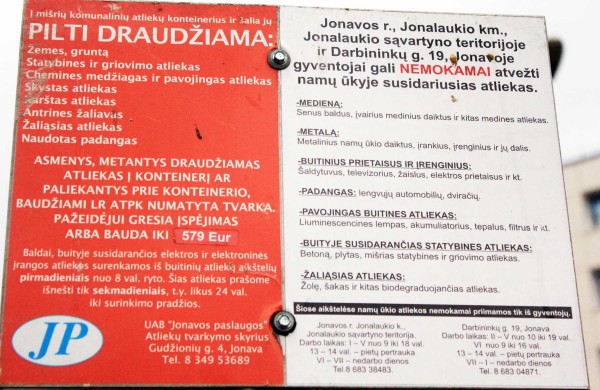 Į mišrių komunalinių atliekų konteinerius ir šalia jų
PILTI DRAUDŽIAMA:
Žemes, gruntą
Statybines ir griovimo atliekas
Chemines medžiagas ir pavojingas atliekas
Skystas atliekas
Karštas atliekas
Antrines žaliavas
Žaliąsias atliekas
Naudotas padangas
ASMENYS, METANTYS DRAUDŽIAMAS
ATLIEKAS Į KONTEINERĮ AR
PALIEKANTYS PRIE KONTEINERIO,
BAUDŽIAMI LR ATPK NUMATYTA TVARKA.
PAŽEIDĖJUI GRESIA ĮSPĖJIMAS
ARBA BAUDA IKI 579 Eur
Baldai, buityje susidarančios elektros ir elektroninės
įrangos atliekos surenkamos iš buitinių atliekų aikštelių
pirmadieniais nuo 8 val. ryto. Šias atliekas prašome
išnešti tik sekmadieniais, t.y. likus 24 val.
iki surinkimo pradžios.
JP
UAB "Jonavos paslaugos"
Atliekų tvarkymo skyrius
Gudžionių g. 4, Jonava
Tel. 8 349 53689
Jonavos r., Jonalaukio km.,
Jonalaukio sąvartyno teritorijoje
ir Darbininkų g. 19, Jonavoje
gyventojai gali NEMOKAMAI atvežti
namų ūkyje susidariusias atliekas.
-MEDIENĄ:
Senus baldus, įvairius medinius daiktus ir kitas medines atliekas.
-METALĄ:
Metalinius namų ūkio daiktus, įrankius, įrenginius ir jų dalis.
-BUITINIUS PRIETAISUS IR ĮRENGINIUS:
Šaldytuvus, televizorius, žaislus, elektros prietaisus ir kt.
-PADANGAS: lengvųjų automobilių, dviračių.
-PAVOJINGAS BUITINES ATLIEKAS:
Liuminescencines lempas, akumuliatorius, tepalus, filtrus ir kt.
-BUITYJE SUSIDARANČIAS STATYBINES ATLIEKAS:
Betoną, plytas, mišrias statybines ir griovimo atliekas.
-ŽALIĄSIAS ATLIEKAS:
Žolę, šakas ir kitas biodegraduojančias atliekas.
Šiose aikštelėse namų ūkio atliekos nemokamai priimamos tik iš gyventojų.
Jonavos r. Jonalaukio k.,
Jonalaukio sąvartyno teritorija.
Darbo laikas: I – V nuo 9 iki 18 val.
13 – 14 val. – pietų pertrauka
VI – VII – nedarbo dienos
Tel.8 683 38483.
Darbininkų g. 19, Jonava
Darbo laikas: II – V nuo 10 iki 19 val.
VI nuo 9 iki 16 val.
13 – 14 val. – pietų pertrauka
VII – I – nedarbo dienos
Tel. 8 683 04871.